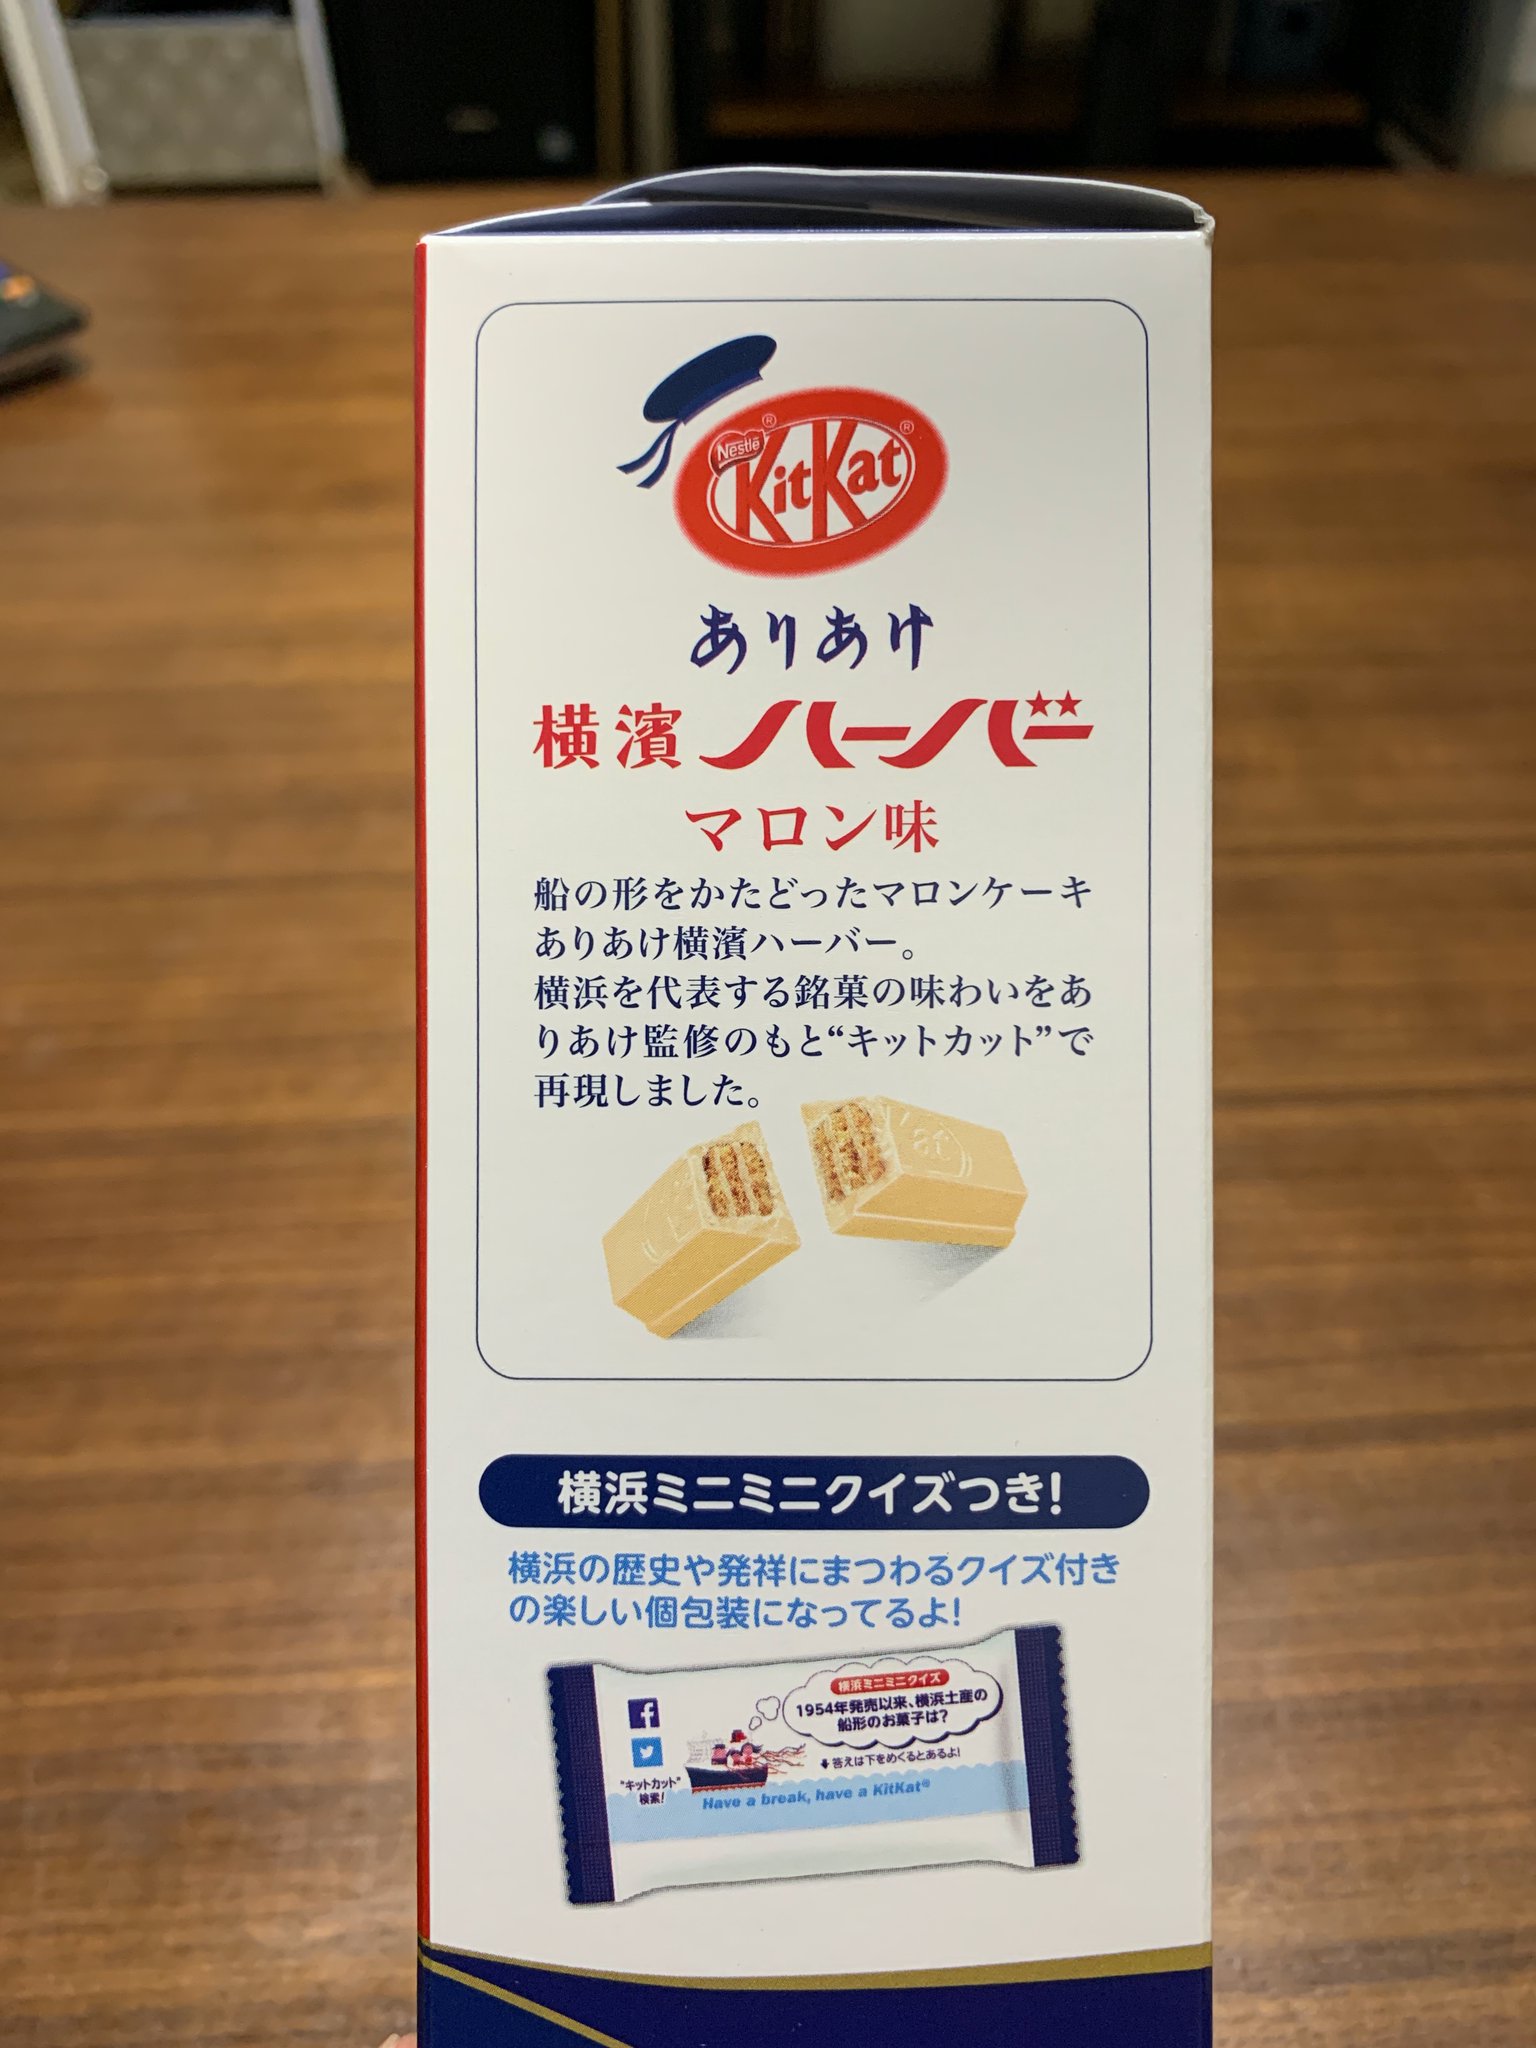 Nestlé® KitKat®
ありあけ
横濱ハーバー
マロン味
船の形をかたどったマロンケーキ
ありあけ横濱ハーバー。
横浜を代表する銘菓の味わいをあ
りあけ監修のもと“キットカット”で
再現しました。
横浜ミニミニクイズつき!
横浜の歴史や発祥にまつわるクイズ付き
の楽しい個包装になってるよ!
横浜ミニミニクイズ
1954年発売以来、横浜土産の
船形のお菓子は?
↓答えは下をめくるとあるよ!
“キットカット”
検索!
Have a break, have a KitKat®